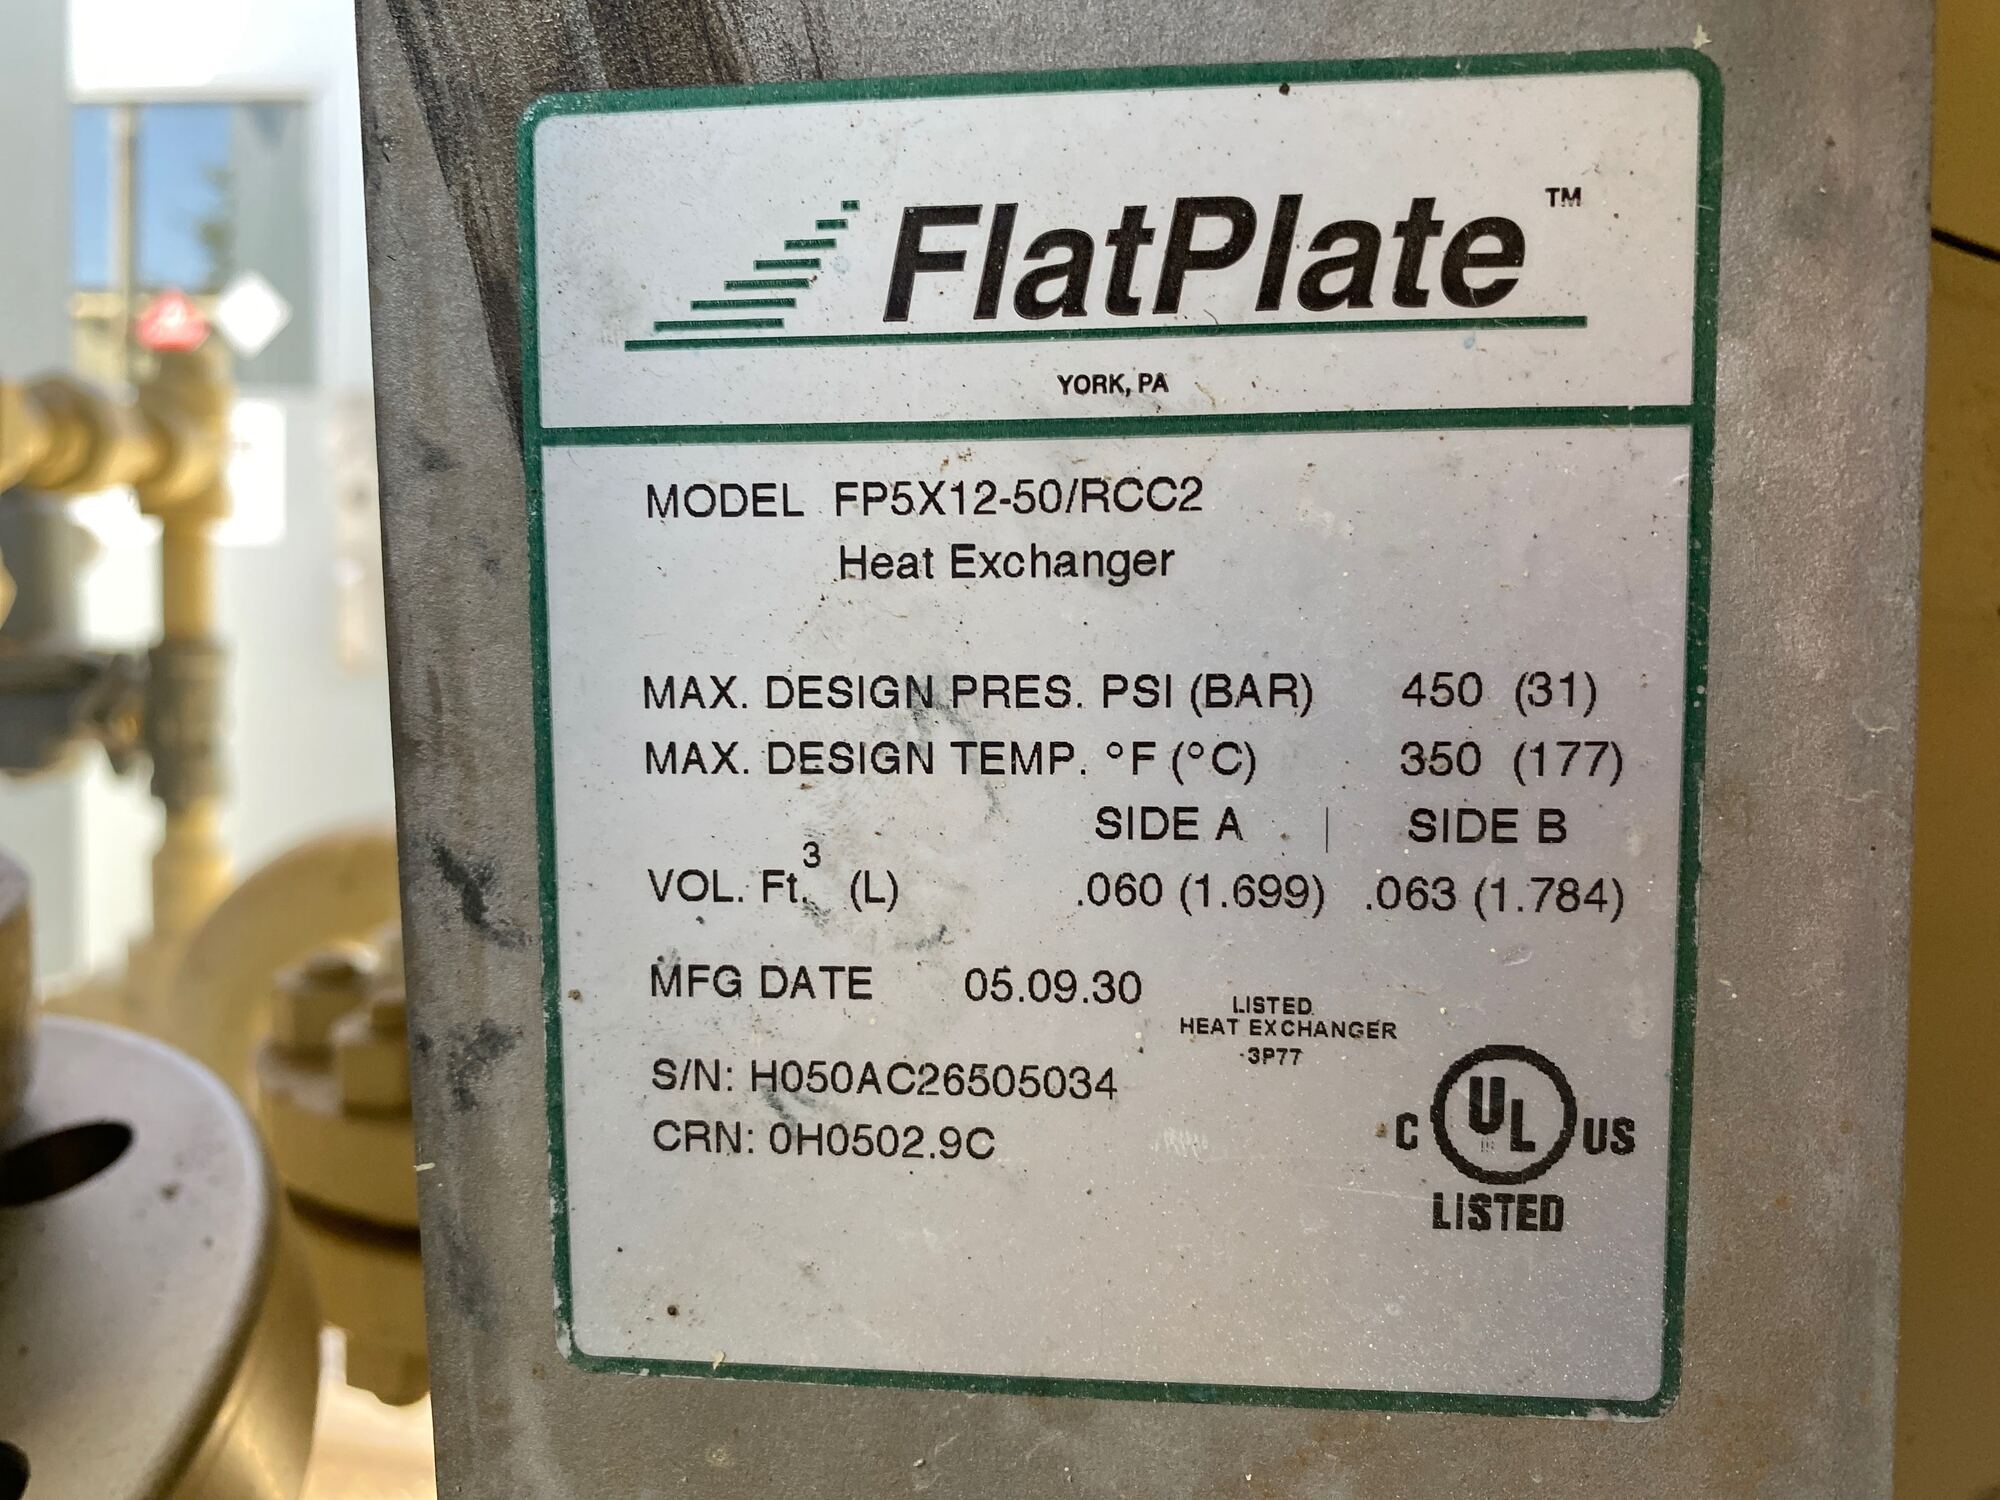 FlatPlate™
YORK, PA
MODEL FP5X12-50/RCC2
Heat Exchanger
MAX. DESIGN PRES. PSI (BAR) 450 (31)
MAX. DESIGN TEMP. °F (°C) 350 (177)
SIDE A | SIDE B
VOL. Ft.³ (L) .060 (1.699) .063 (1.784)
MFG DATE 05.09.30
LISTED
HEAT EXCHANGER
3P77
S/N: H050AC26505034
CRN: 0H0502.9C
C UL US
LISTED